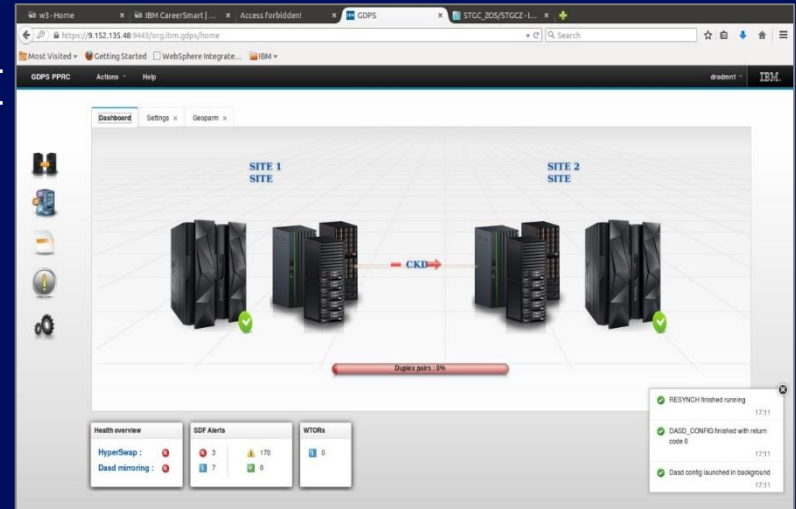 w3-Home
IBM CareerSmart | ...
Access forbidden!
GDPS
STGC_ZOS/STGCZ - I...
https://9.152.135.48:9443/org.ibm.gdps/home
Search
Most Visited
Getting Started
WebSphere Integrate...
IBM
GDPS PPRC
Actions
Help
IBM.
Dashboard
Settings
Geoparm
SITE 1
SITE
SITE 2
SITE
CKD
Duplex pairs : 0%
Health overview
HyperSwap :
Dasd mirroring :
SDF Alerts
3
170
7
0
WTORs
0
RESYNCH finished running
17:11
DASD_CONFIG finished with return
code 0
17:11
Dasd config launched in background
17:11